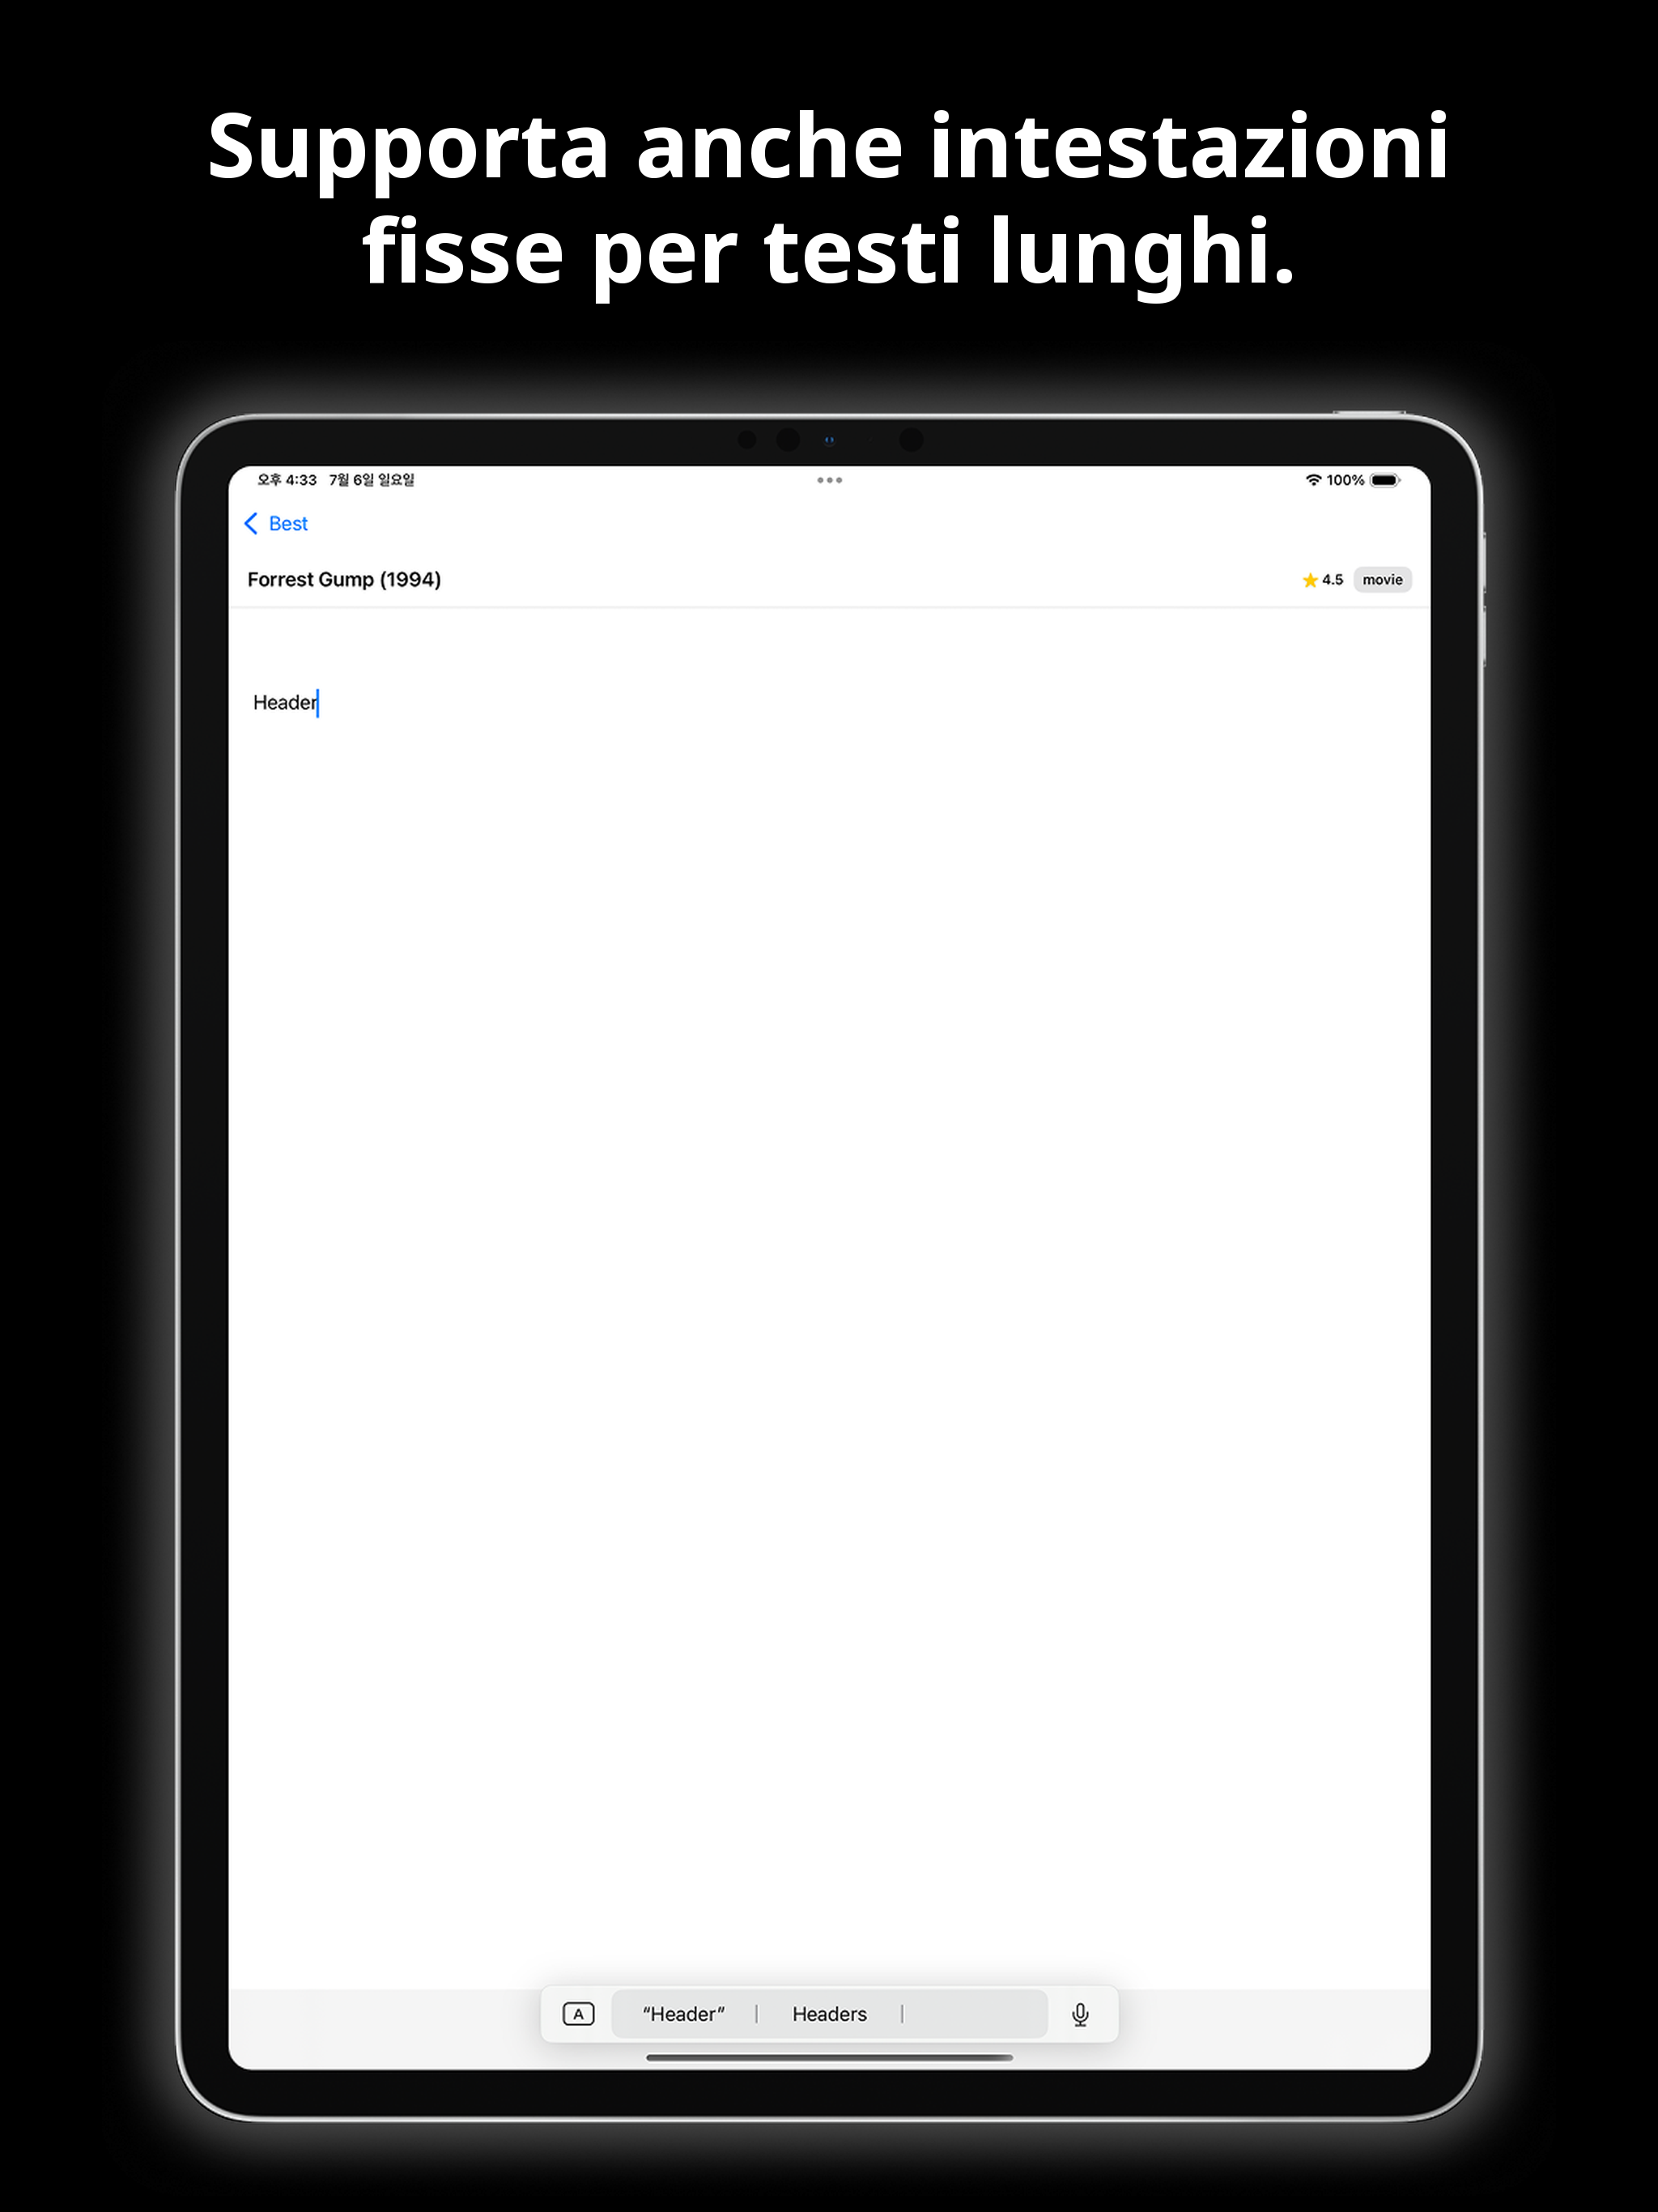 Supporta anche intestazioni
fisse per testi lunghi.
오후 4:33 7월 6일 일요일
100%
Best
Forrest Gump (1994)
4.5 movie
Header
A “Header” Headers